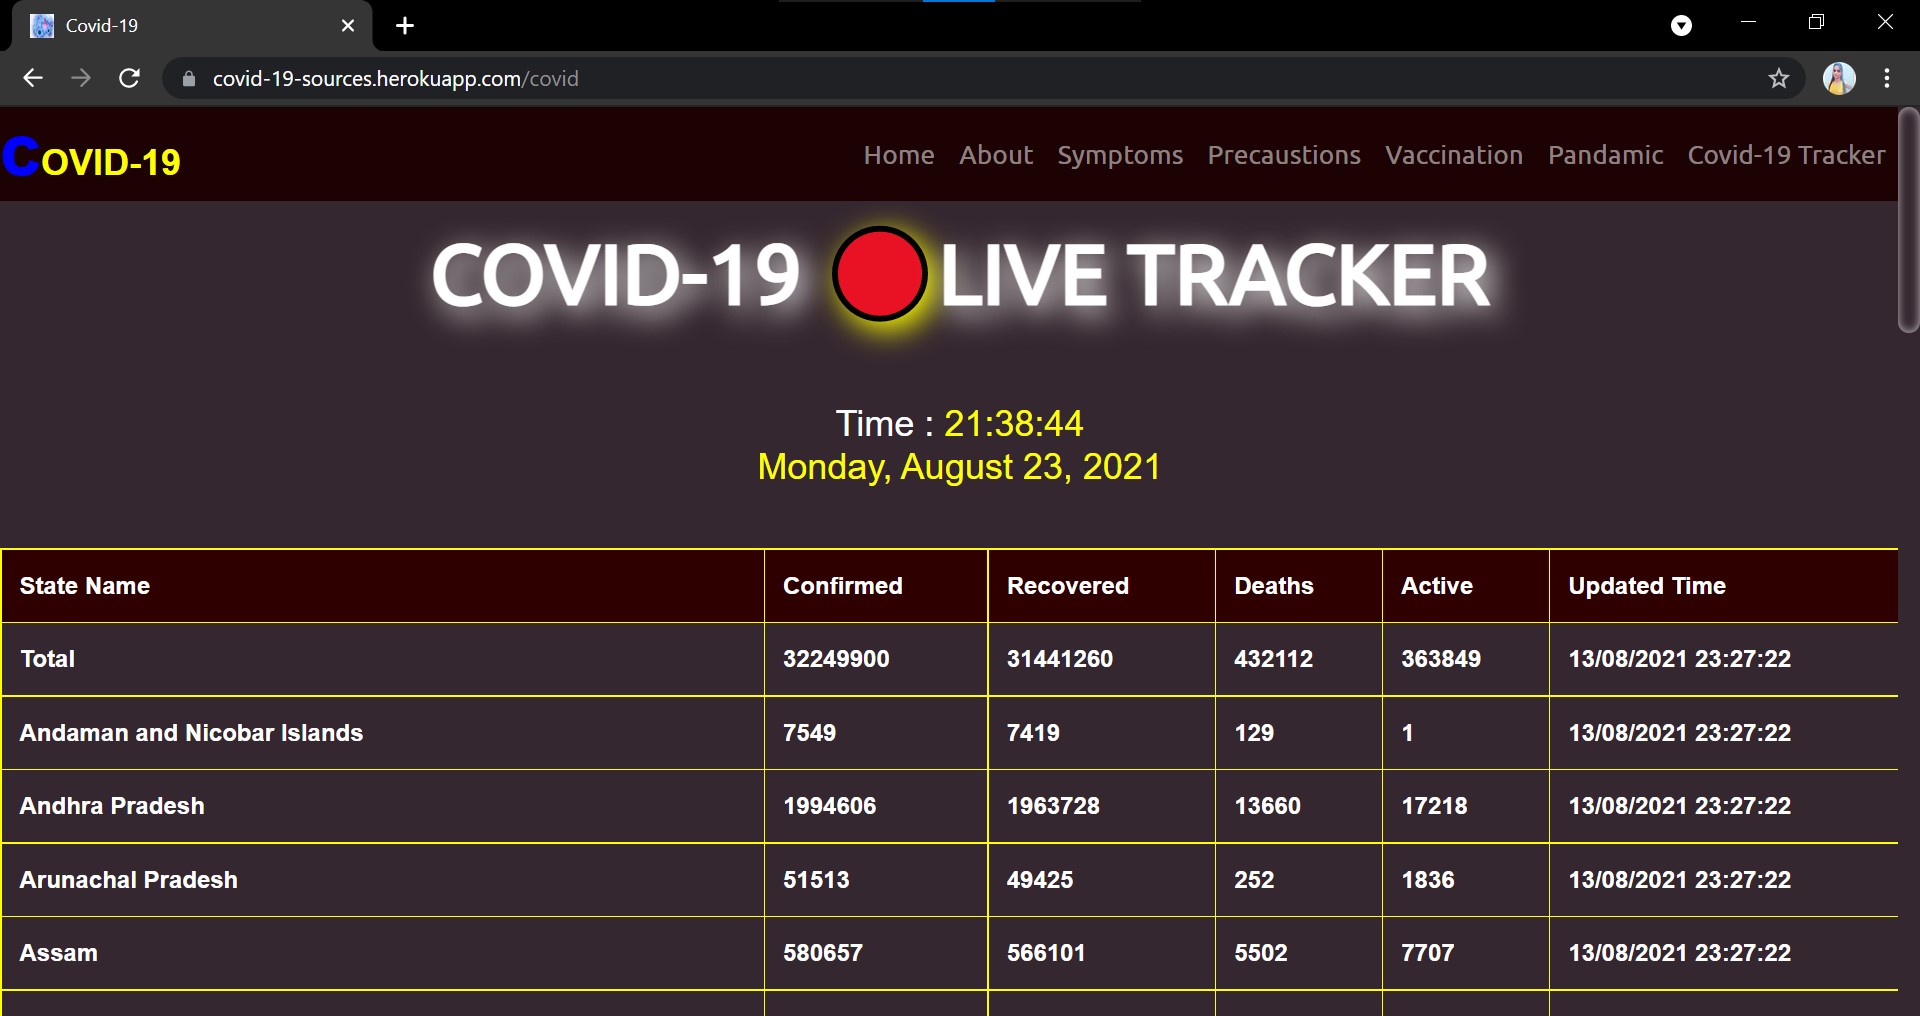 Covid-19
covid-19-sources.herokuapp.com/covid
COVID-19 Home About Symptoms Precaustions Vaccination Pandamic Covid-19 Tracker
COVID-19 LIVE TRACKER
Time : 21:38:44
Monday, August 23, 2021
State Name Confirmed Recovered Deaths Active Updated Time
Total 32249900 31441260 432112 363849 13/08/2021 23:27:22
Andaman and Nicobar Islands 7549 7419 129 1 13/08/2021 23:27:22
Andhra Pradesh 1994606 1963728 13660 17218 13/08/2021 23:27:22
Arunachal Pradesh 51513 49425 252 1836 13/08/2021 23:27:22
Assam 580657 566101 5502 7707 13/08/2021 23:27:22